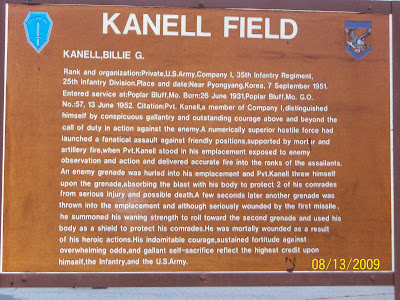 KANELL FIELD
KANELL,BILLIE G.
Rank and organization:Private,U.S.Army,Company I, 35th Infantry Regiment,
25th Infantry Division.Place and date:Near Pyongyang,Korea, 7 September 1951.
Entered service at:Poplar Bluff,Mo. Born:26 June 1931,Poplar Bluff,Mo. G.O.
No.:57, 13 June 1952. Citation:Pvt. Kanell,a member of Company I,distinguished
himself by conspicuous gallantry and outstanding courage above and beyond the
call of duty in action against the enemy.A numerically superior hostile force had
launched a fanatical assault against friendly positions,supported by mort r and
artillery fire,when Pvt.Kanell stood in his emplacement exposed to enemy
observation and action and delivered accurate fire into the ranks of the assailants.
An enemy grenade was hurled into his emplacement and Pvt.Kanell threw himself
upon the grenade,absorbing the blast with his body to protect 2 of his comrades
from serious injury and possible death.A few seconds later another grenade was
thrown into the emplacement and although seriously wounded by the first missile,
he summoned his waning strength to roll toward the second grenade and used his
body as a shield to protect his comrades.He was mortally wounded as a result
of his heroic actions.His indomitable courage,sustained fortitude against
overwhelming odds,and gallant self-sacrifice reflect the highest credit upon
himself,the Infantry,and the U.S.Army.
08/13/2009